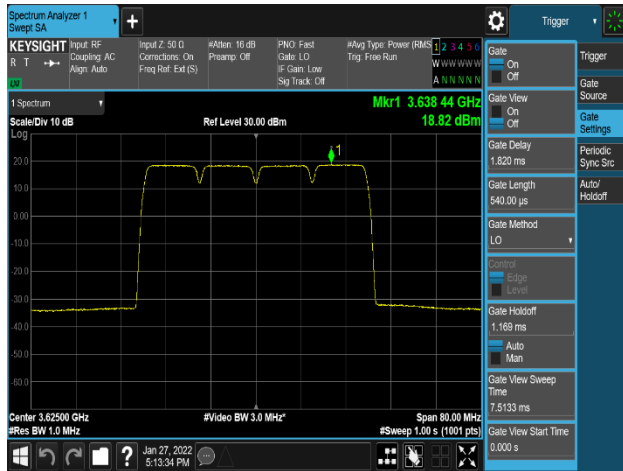 Spectrum Analyzer 1
Swept SA
+
Trigger
KEYSIGHT
R T
Input: RF
Coupling: AC
Align: Auto
Input Z: 50 Ω
Corrections: On
Freq Ref: Ext (S)
#Atten: 16 dB
Preamp: Off
PNO: Fast
Gate: LO
IF Gain: Low
Sig Track: Off
#Avg Type: Power (RMS
Trig: Free Run
1 2 3 4 5 6
W W W W W W
A N N N N N
1 Spectrum
Scale/Div 10 dB
Ref Level 30.00 dBm
Mkr1 3.638 44 GHz
18.82 dBm
Log
20.0
10.0
0.00
-10.0
-20.0
-30.0
-40.0
-50.0
-60.0
1
Center 3.62500 GHz
#Res BW 1.0 MHz
#Video BW 3.0 MHz*
Span 80.00 MHz
#Sweep 1.00 s (1001 pts)
Gate
On
Off
Gate View
On
Off
Gate Delay
1.820 ms
Gate Length
540.00 µs
Gate Method
LO
Control
Edge
Level
Gate Holdoff
1.169 ms
Auto
Man
Gate View Sweep
Time
7.5133 ms
Gate View Start Time
0.000 s
Trigger
Gate
Source
Gate
Settings
Periodic
Sync Src
Auto/
Holdoff
?
Jan 27, 2022
5:13:34 PM